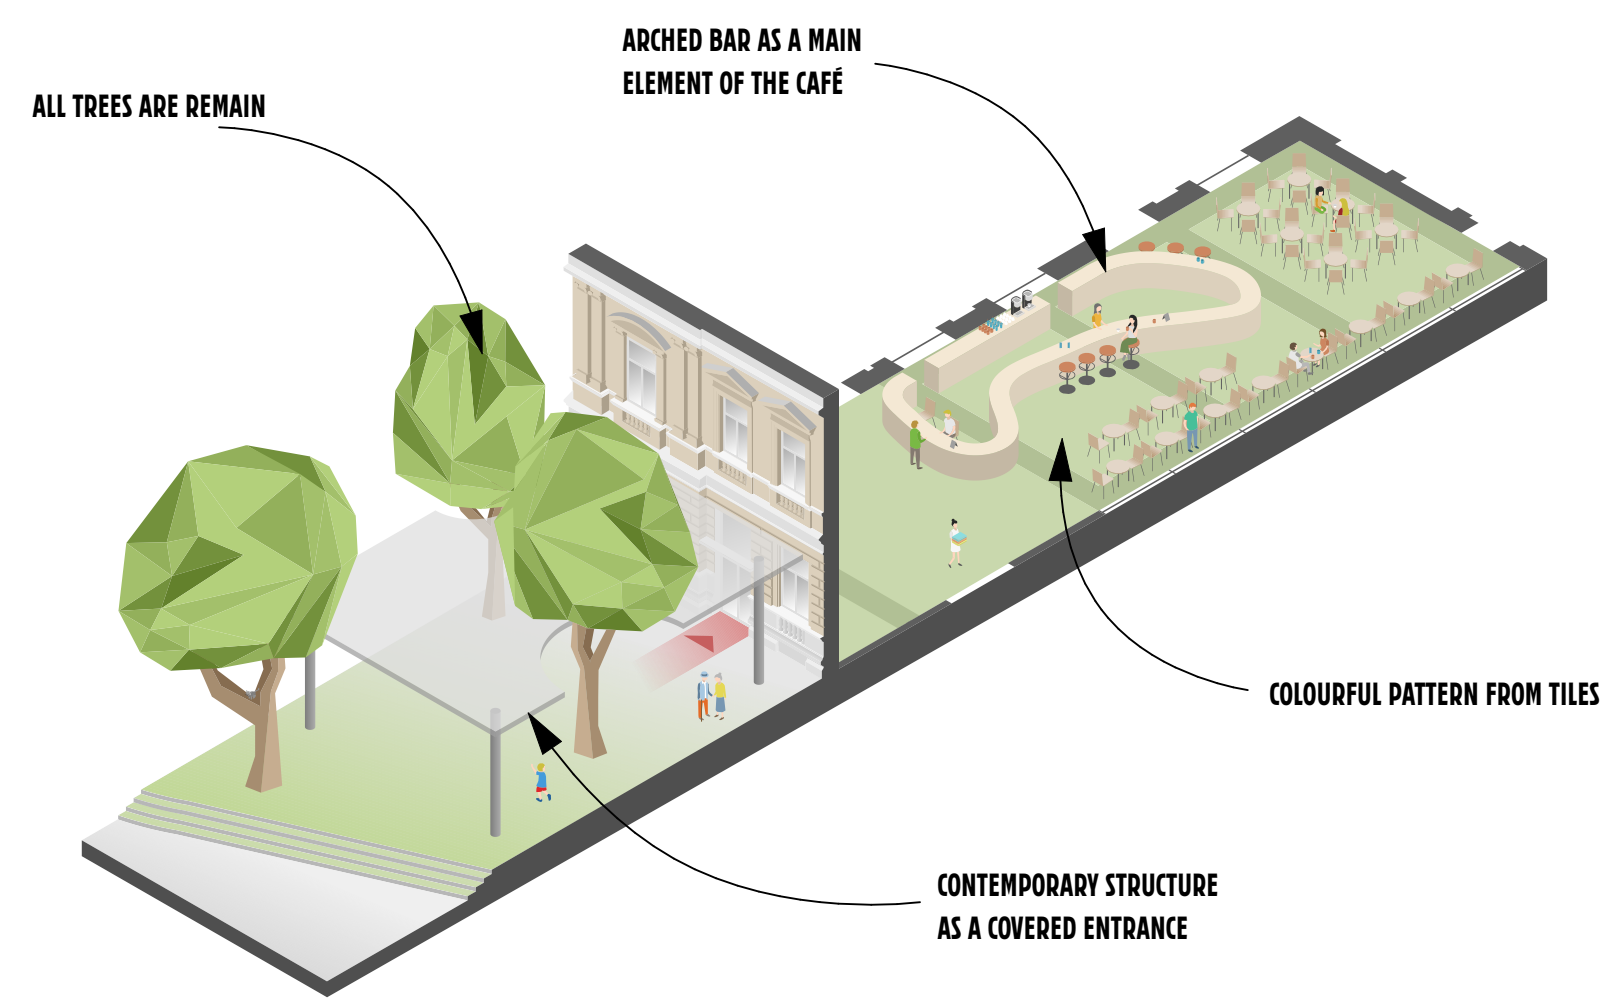 ARCHED BAR AS A MAIN
ELEMENT OF THE CAFÉ
ALL TREES ARE REMAIN
COLOURFUL PATTERN FROM TILES
CONTEMPORARY STRUCTURE
AS A COVERED ENTRANCE